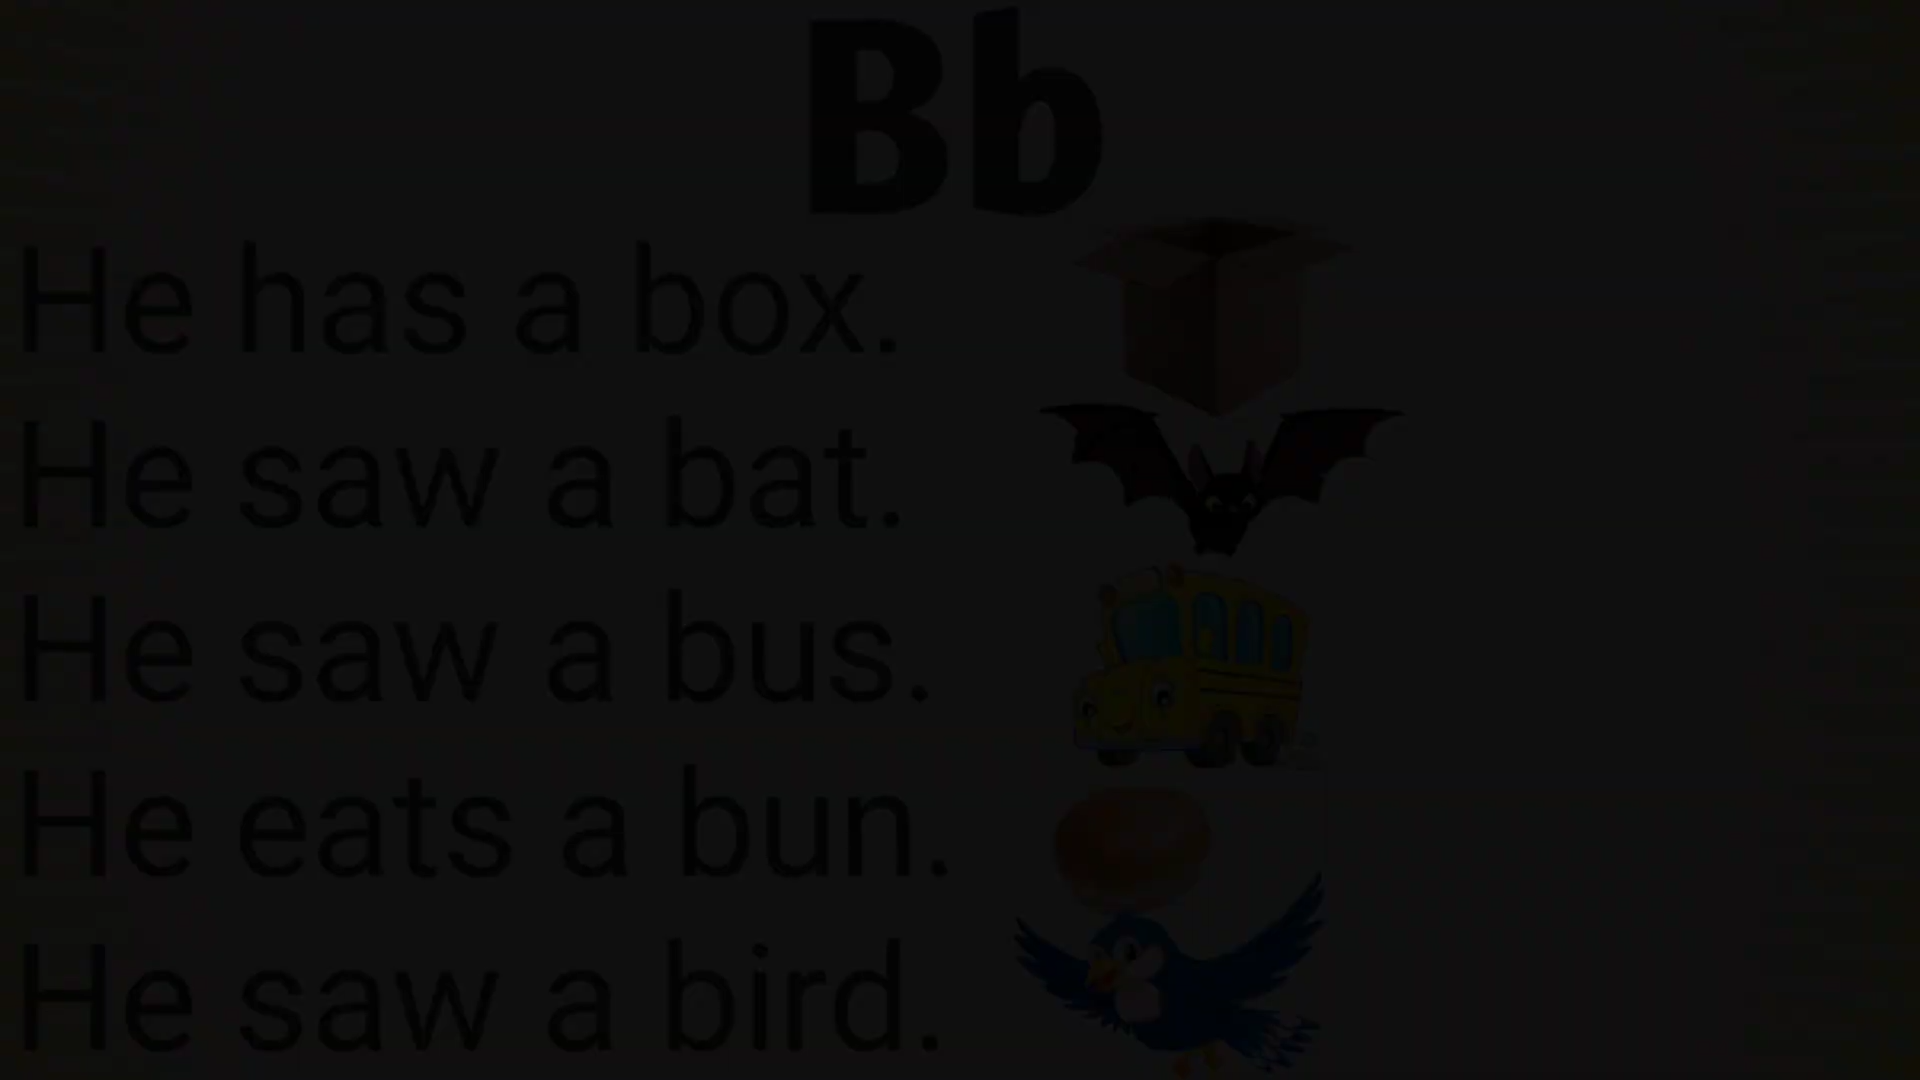 Bb
He has a box.
He saw a bat.
He saw a bus.
He eats a bun.
He saw a bird.